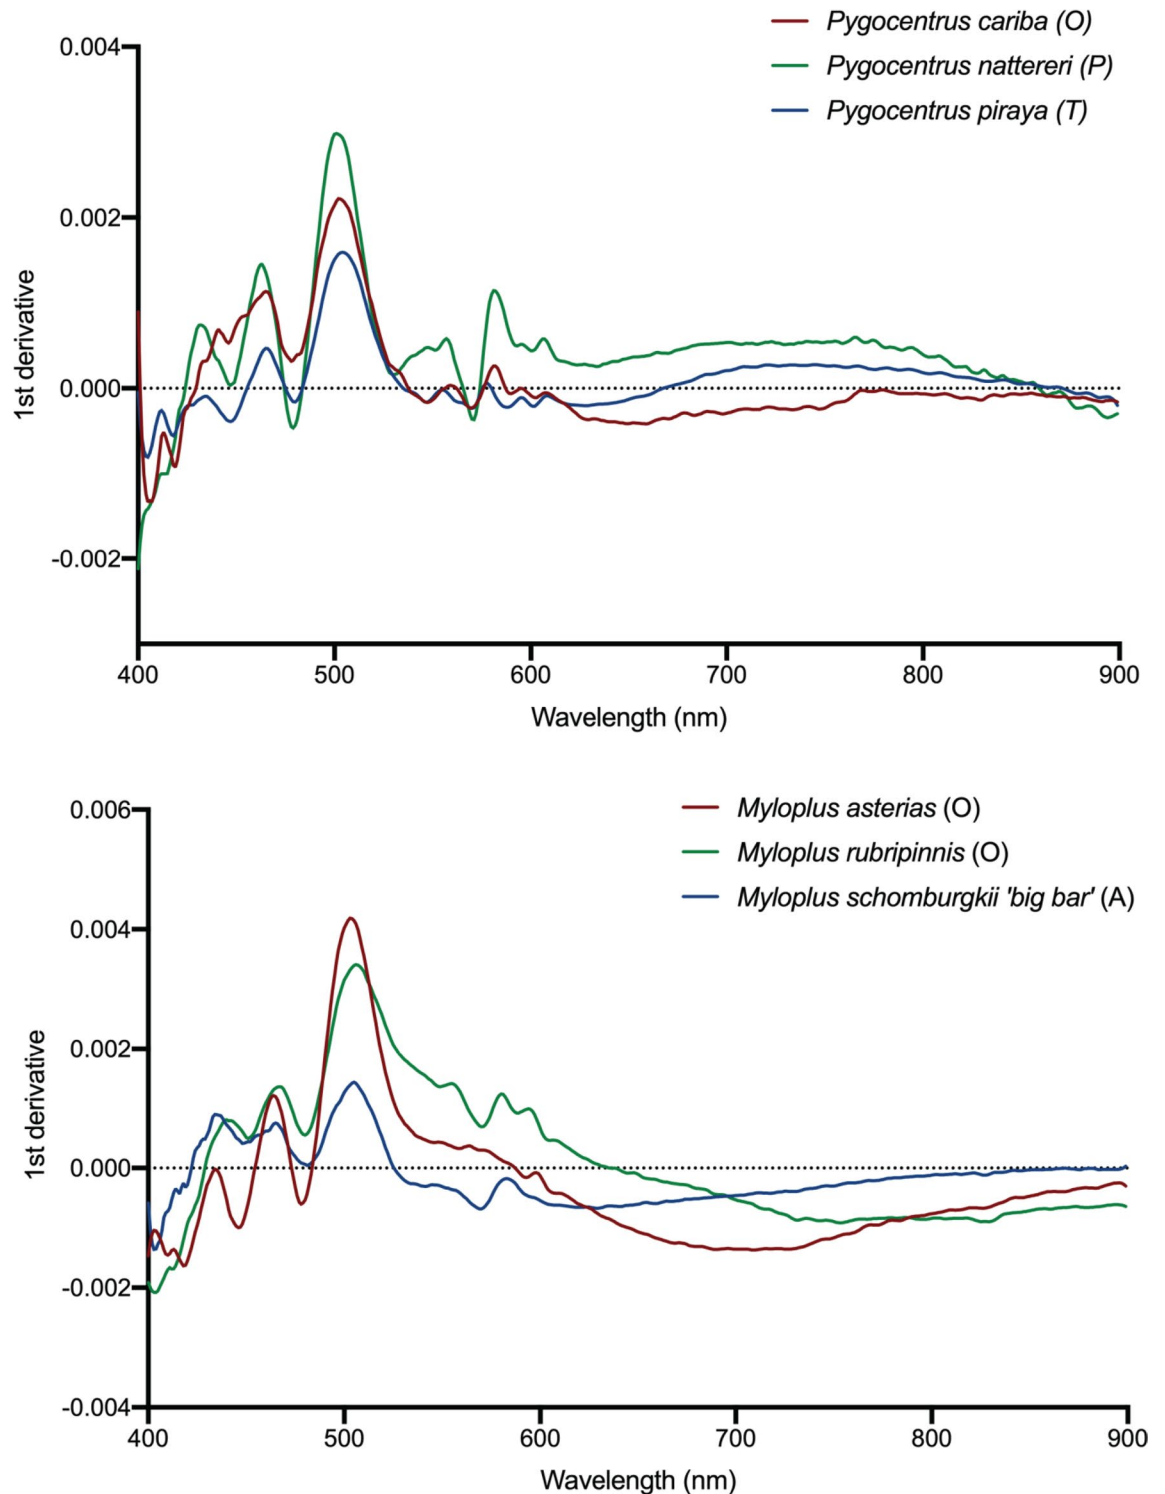 Pygocentrus cariba (O)
Pygocentrus nattereri (P)
Pygocentrus piraya (T)
0.004
0.002
0.000
-0.002
1st derivative
400 500 600 700 800 900
Wavelength (nm)
Myloplus asterias (O)
Myloplus rubripinnis (O)
Myloplus schomburgkii 'big bar' (A)
0.006
0.004
0.002
0.000
-0.002
-0.004
1st derivative
400 500 600 700 800 900
Wavelength (nm)